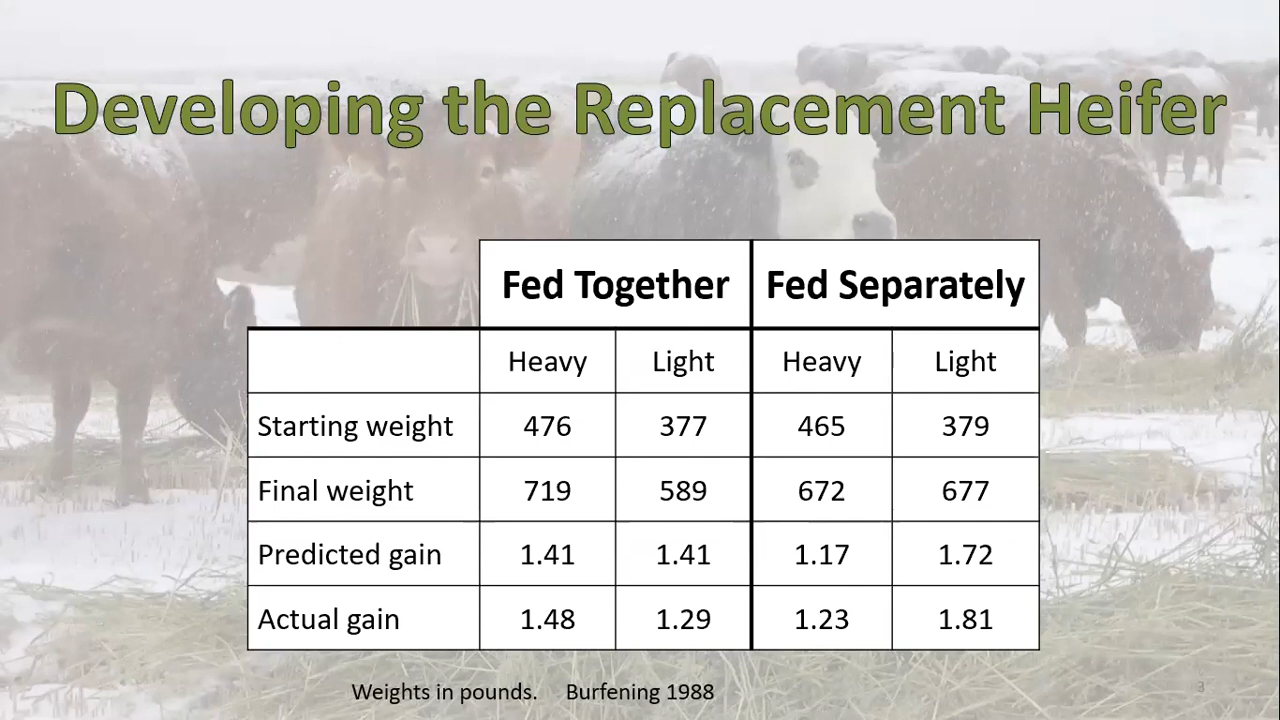 Developing the Replacement Heifer
Fed Together Fed Separately
Heavy Light Heavy Light
Starting weight 476 377 465 379
Final weight 719 589 672 677
Predicted gain 1.41 1.41 1.17 1.72
Actual gain 1.48 1.29 1.23 1.81
Weights in pounds. Burfening 1988
3